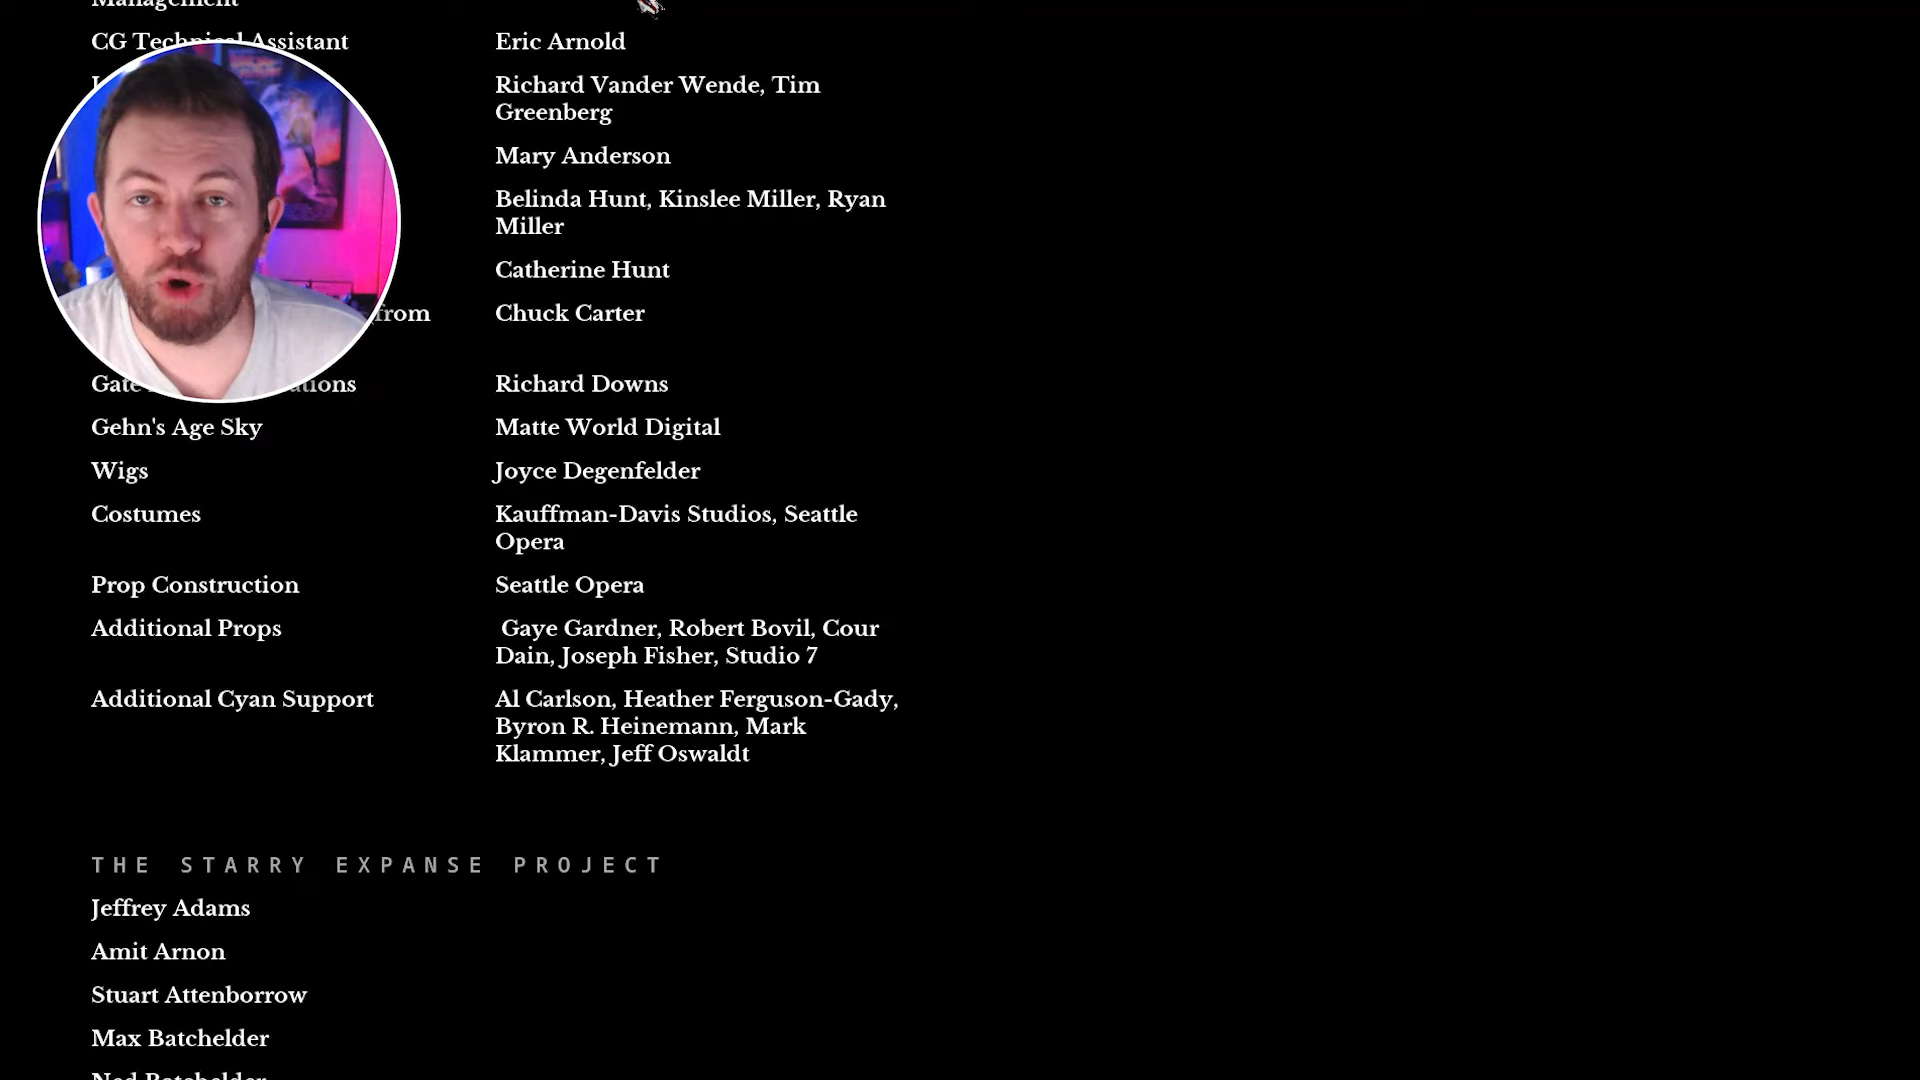 Management
CG Technical Assistant Eric Arnold
Richard Vander Wende, Tim
Greenberg
Mary Anderson
Belinda Hunt, Kinslee Miller, Ryan
Miller
Catherine Hunt
from Chuck Carter
Gate Richard Downs
Gehn's Age Sky Matte World Digital
Wigs Joyce Degenfelder
Costumes Kauffman-Davis Studios, Seattle
Opera
Prop Construction Seattle Opera
Additional Props Gaye Gardner, Robert Bovil, Cour
Dain, Joseph Fisher, Studio 7
Additional Cyan Support Al Carlson, Heather Ferguson-Gady,
Byron R. Heinemann, Mark
Klammer, Jeff Oswaldt
THE STARRY EXPANSE PROJECT
Jeffrey Adams
Amit Arnon
Stuart Attenborrow
Max Batchelder
Ned Batchelder